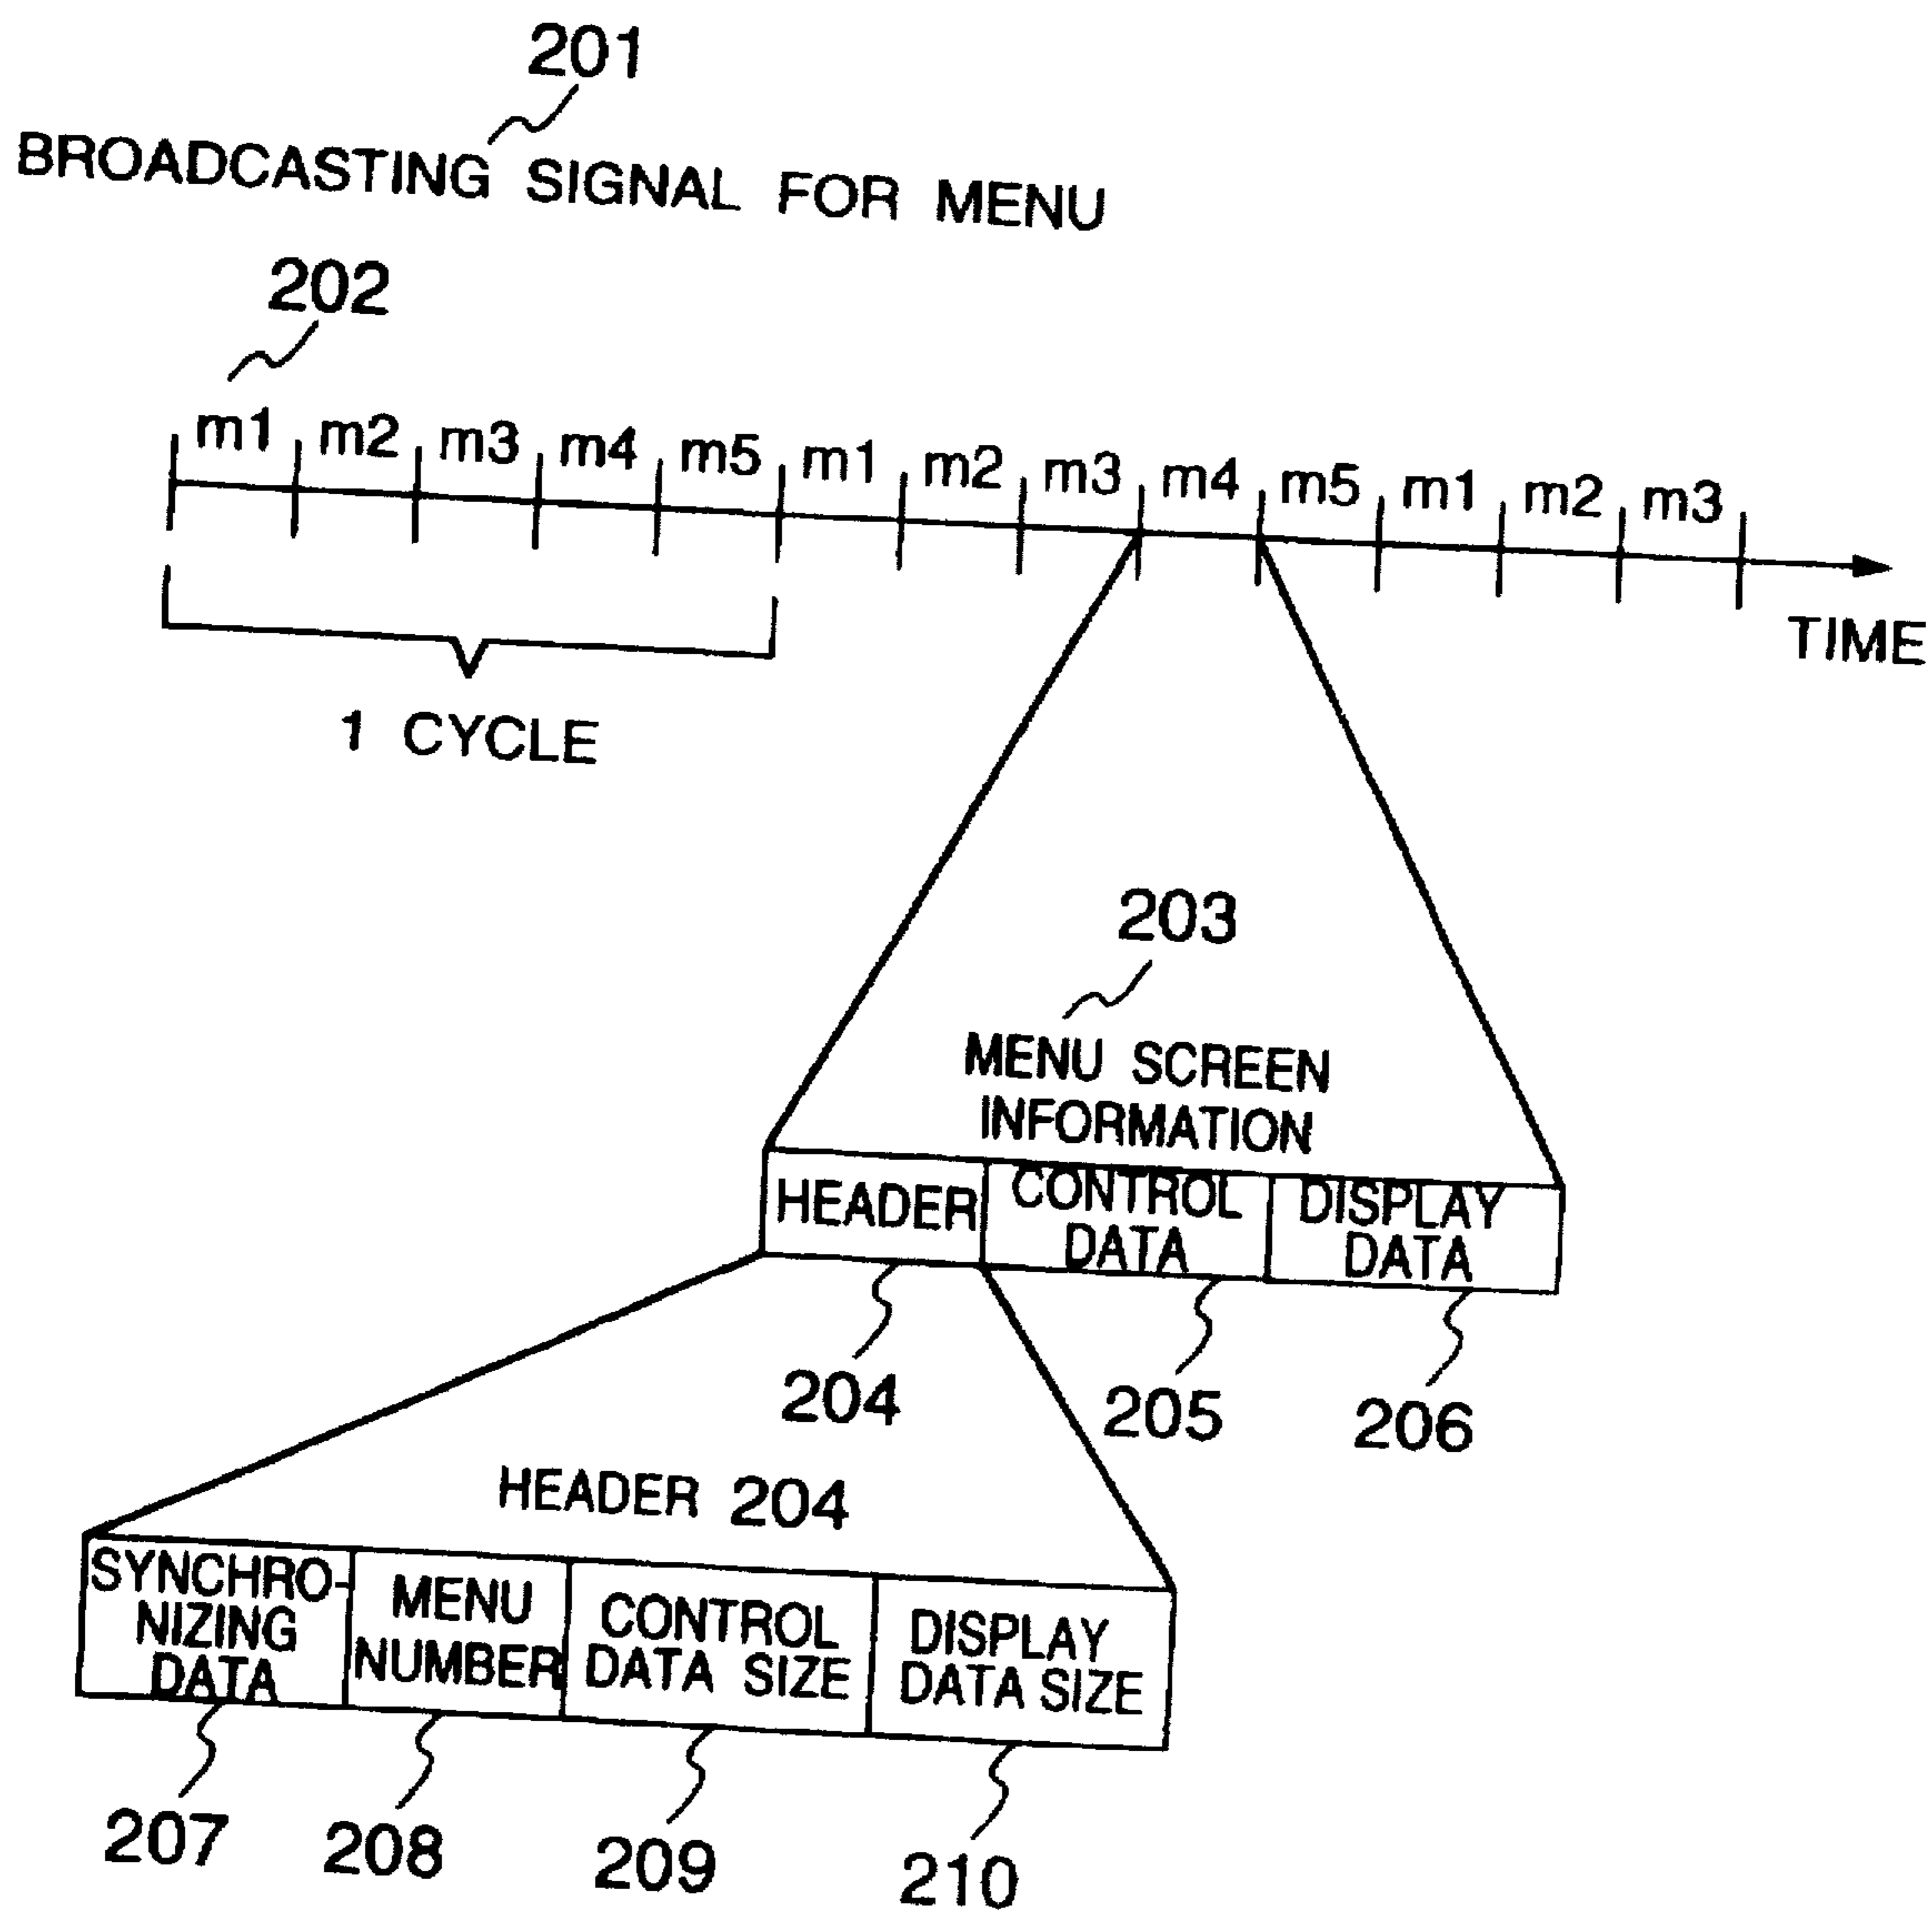 201
BROADCASTING SIGNAL FOR MENU
202
m1 m2 m3 m4 m5 m1 m2 m3 m4 m5 m1 m2 m3
TIME
1 CYCLE
203
MENU SCREEN
INFORMATION
HEADER
CONTROL
DATA
DISPLAY
DATA
204
205
206
HEADER 204
SYNCHRO-
NIZING
DATA
MENU
NUMBER
CONTROL
DATA SIZE
DISPLAY
DATA SIZE
207
208
209
210